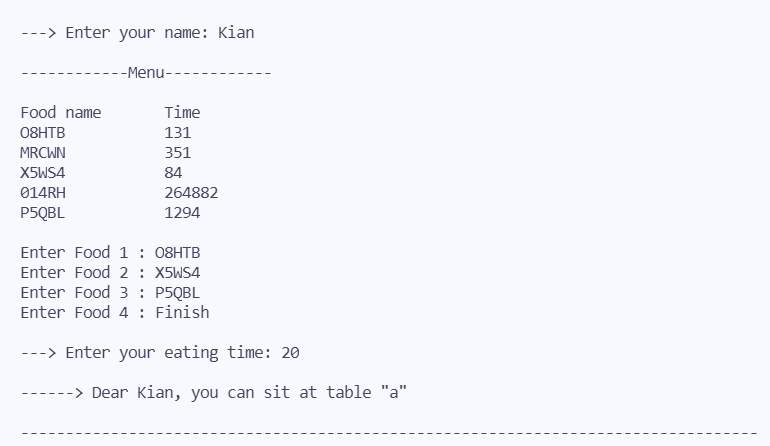 ---> Enter your name: Kian
------------Menu------------
Food name       Time
O8HTB           131
MRCWN           351
X5WS4           84
014RH           264882
P5QBL           1294
Enter Food 1 : O8HTB
Enter Food 2 : X5WS4
Enter Food 3 : P5QBL
Enter Food 4 : Finish
---> Enter your eating time: 20
------> Dear Kian, you can sit at table "a"
----------------------------------------------------------------------------------